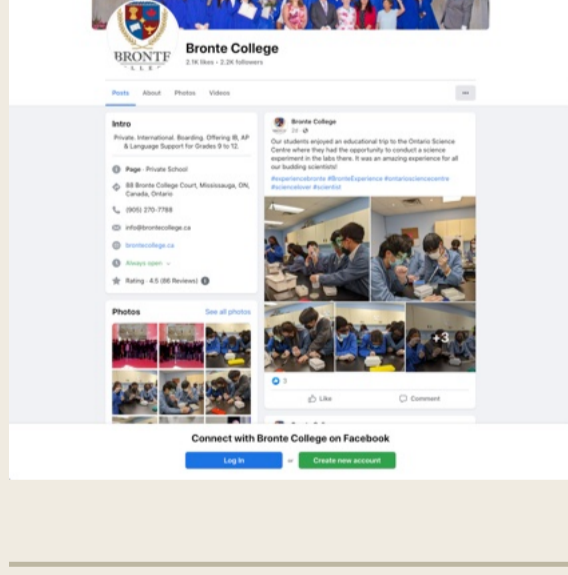 BRONTE
Bronte College
2.1K likes • 2.2K followers
Posts
About
Photos
Videos
Intro
Private. International. Boarding. Offering IB, AP
& Language Support for Grades 9 to 12.
Page · Private School
88 Bronte College Court, Mississauga, ON,
Canada, Ontario
(905) 270-7788
info@brontecollege.ca
brontecollege.ca
Always open
Rating · 4.5 (86 Reviews)
Photos
See all photos
Bronte College
2d
Our students enjoyed an educational trip to the Ontario Science
Centre where they had the opportunity to conduct a science
experiment in the labs there. It was an amazing experience for all
our budding scientists!
#experiencebronte #BronteExperience #ontariosciencecentre
#sciencelover #scientist
+3
3
Like
Comment
Connect with Bronte College on Facebook
Log In
or
Create new account